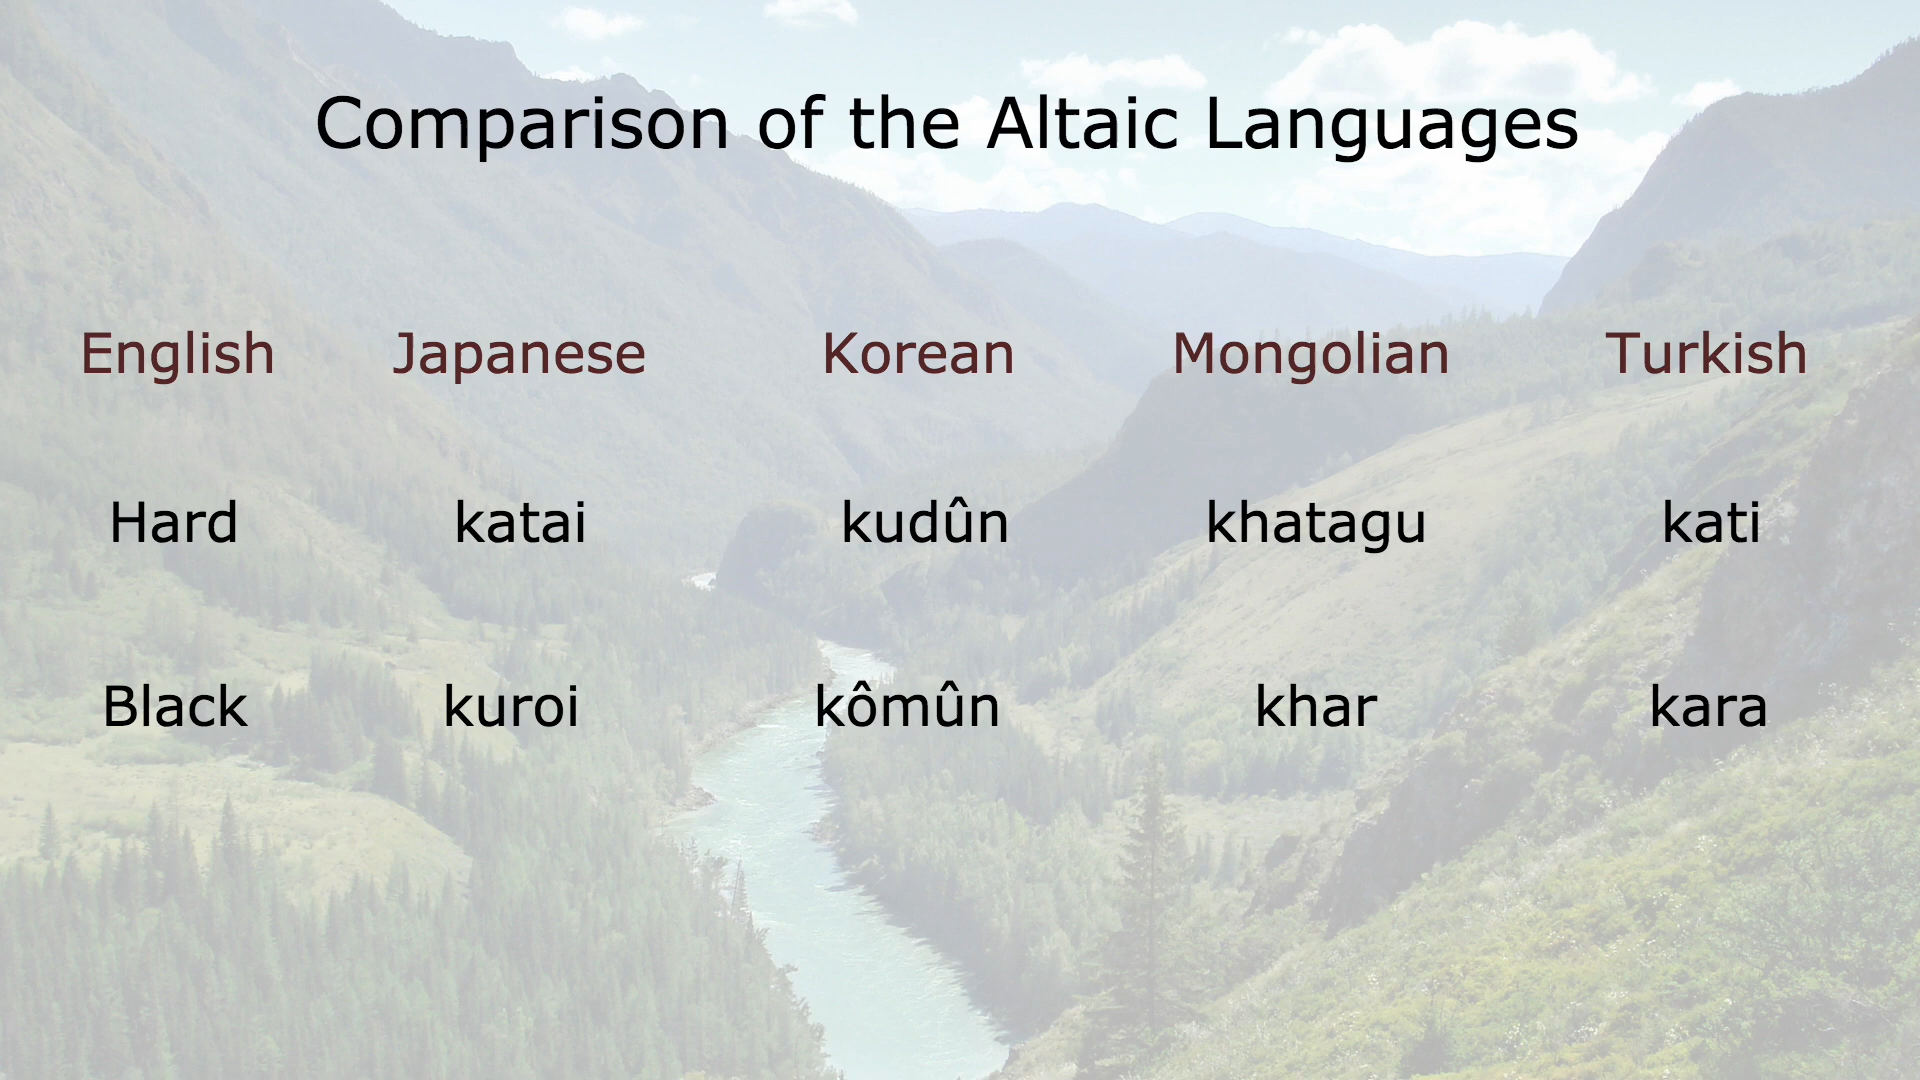 Comparison of the Altaic Languages
English Japanese Korean Mongolian Turkish
Hard katai kudûn khatagu kati
Black kuroi kômûn khar kara